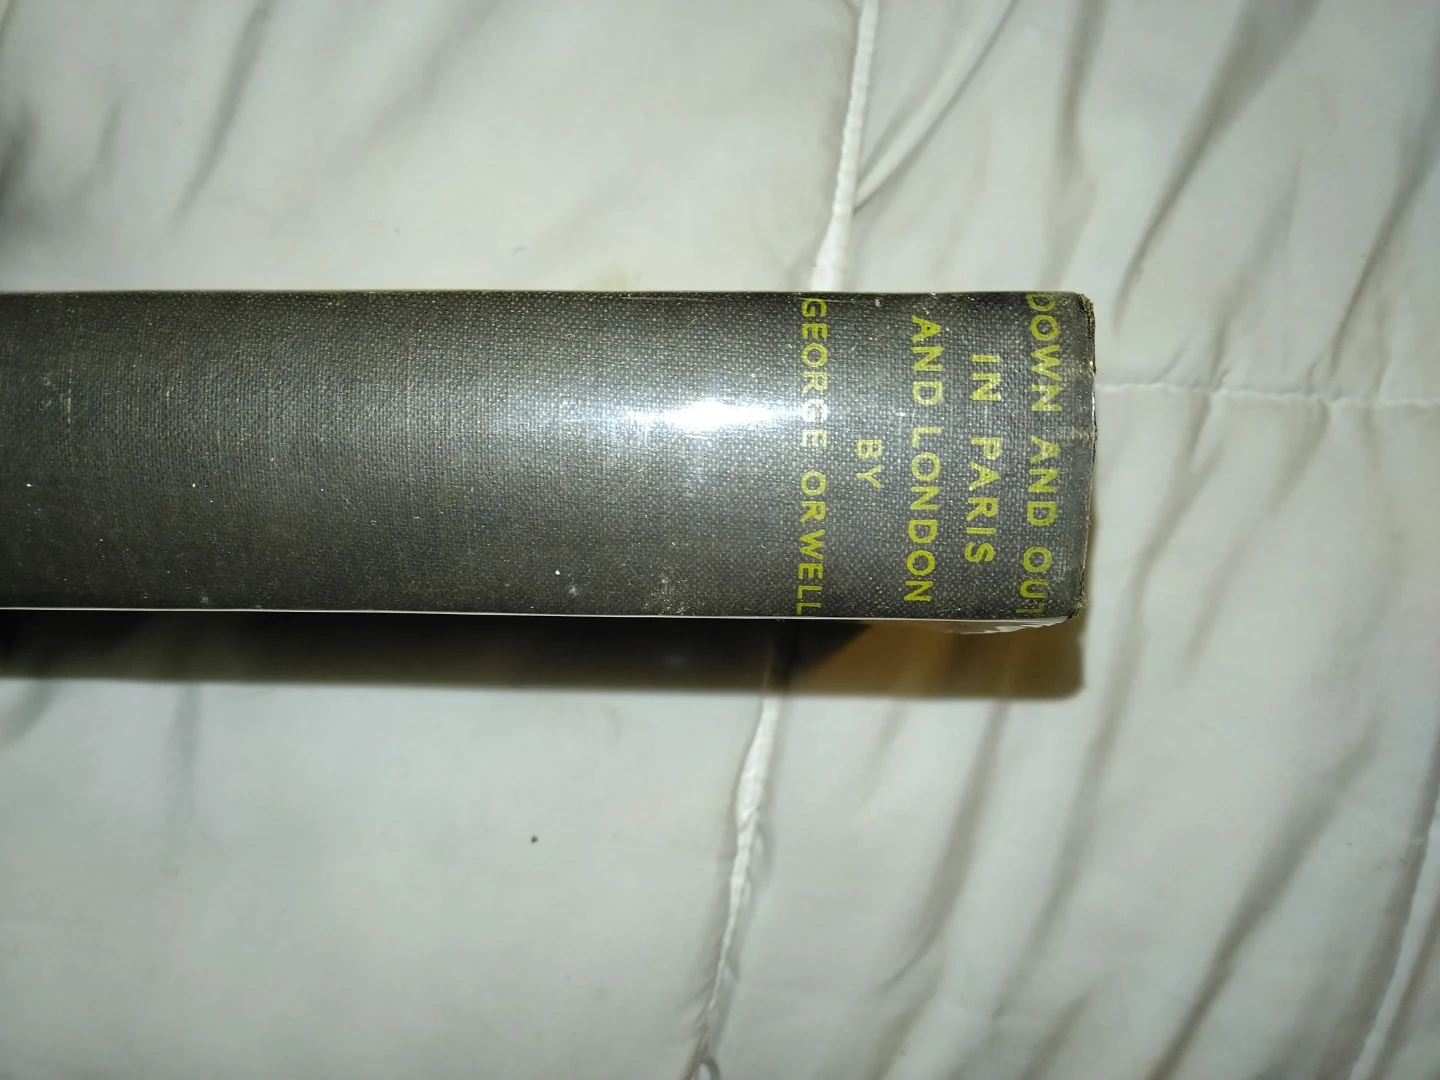 DOWN AND OUT
IN PARIS
AND LONDON
BY
GEORGE ORWELL